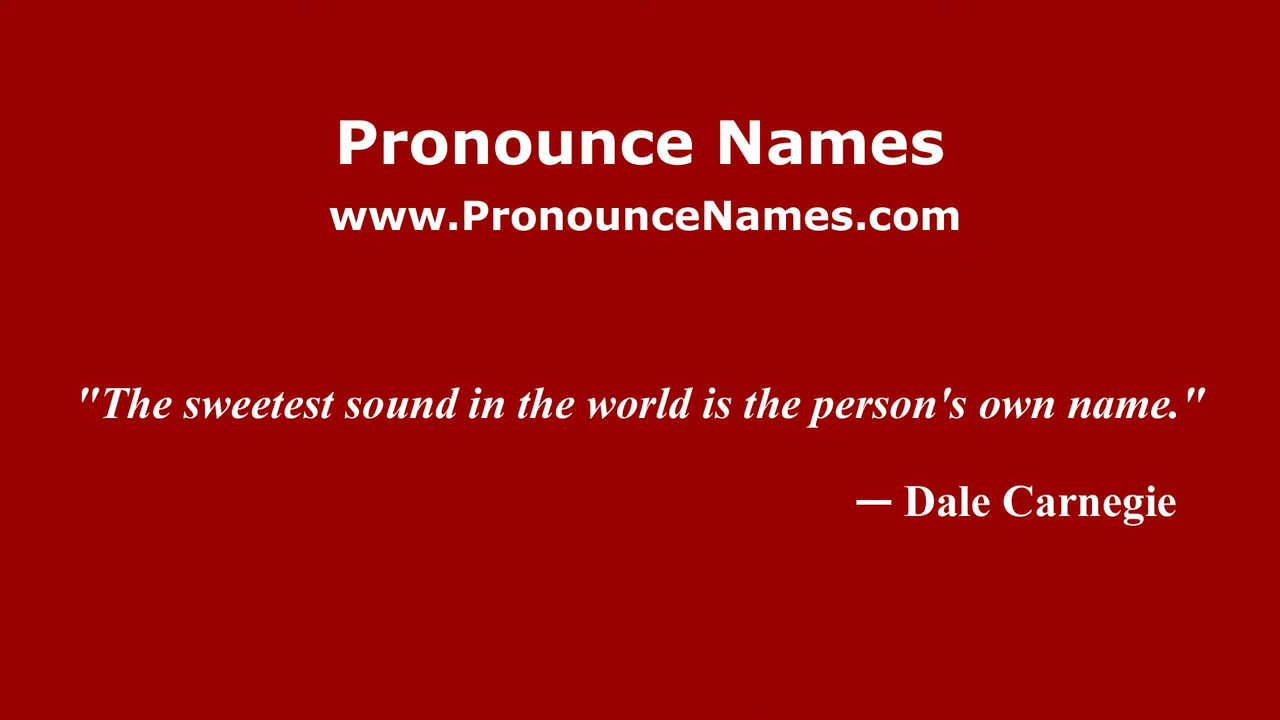 Pronounce Names
www.PronounceNames.com
"The sweetest sound in the world is the person's own name."
— Dale Carnegie